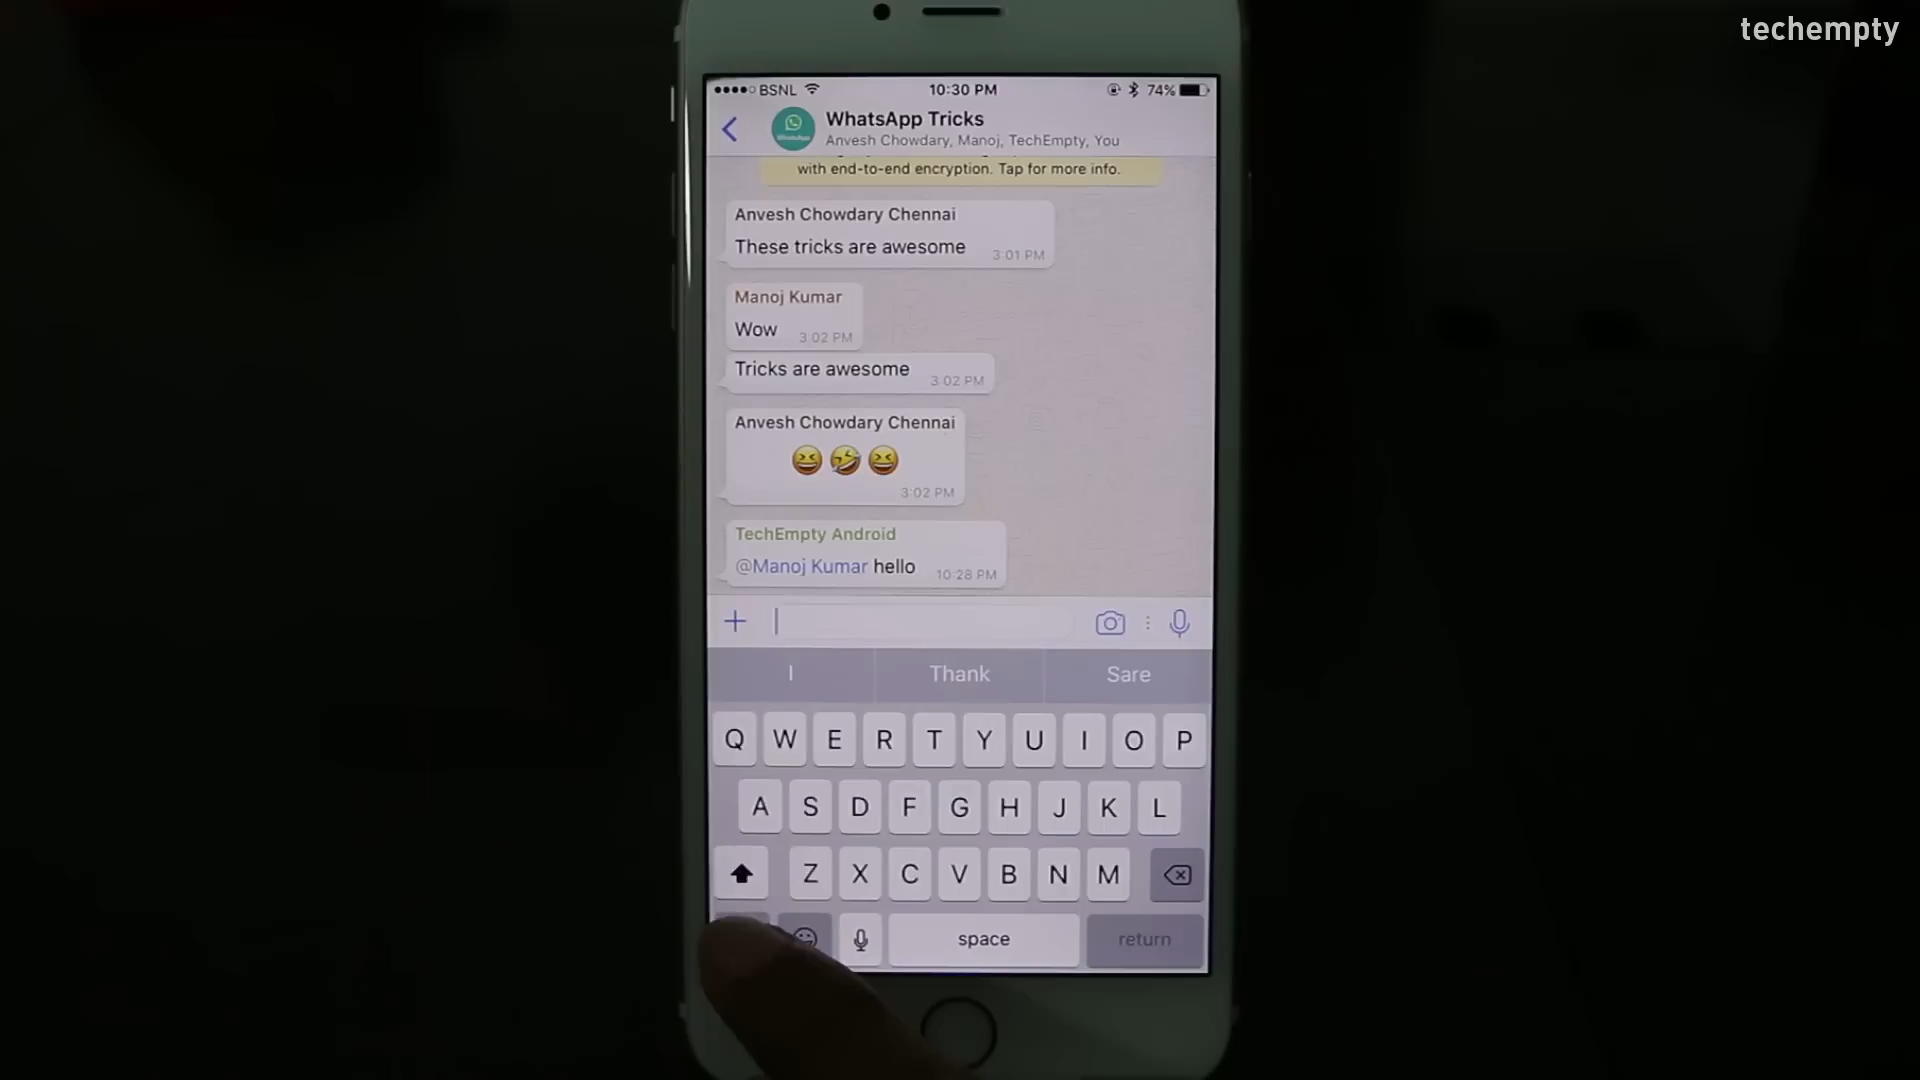 techempty
BSNL 10:30 PM 74%
WhatsApp Tricks
Anvesh Chowdary, Manoj, TechEmpty, You
with end-to-end encryption. Tap for more info.
Anvesh Chowdary Chennai
These tricks are awesome 3:01 PM
Manoj Kumar
Wow 3:02 PM
Tricks are awesome 3:02 PM
Anvesh Chowdary Chennai
😆🤣😆
3:02 PM
TechEmpty Android
@Manoj Kumar hello 10:28 PM
I Thank Sare
Q W E R T Y U I O P
A S D F G H J K L
Z X C V B N M
space return